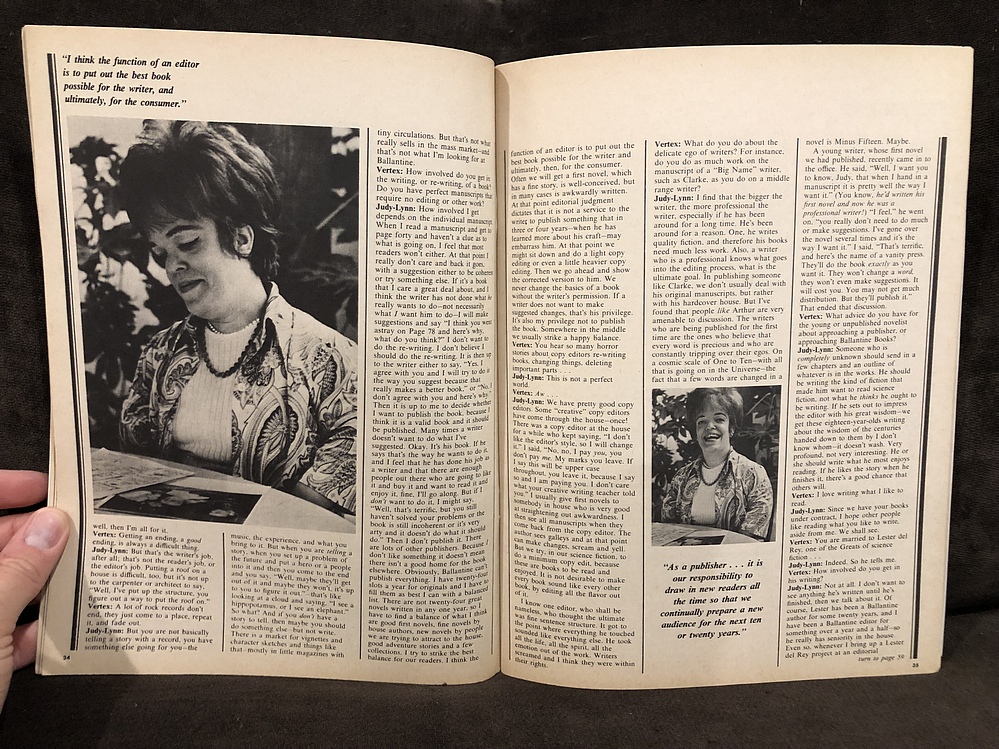 "I think the function of an editor
is to put out the best book
possible for the writer, and
ultimately, for the consumer."
well, then I'm all for it.
Vertex: Getting an ending, a good
ending, is always a difficult thing.
Judy-Lynn: But that's the writer's job,
after all; that's not the reader's job, or
the editor's job. Putting a roof on a
house is difficult, too, but it's not up
to the carpenter or architect to say,
"Well, I've put up the structure, you
figure out a way to put the roof on."
Vertex: A lot of rock records don't
end, they just come to a place, repeat
it, and fade out.
Judy-Lynn: But you are not basically
telling a story with a record, you have
something else going for you—the
34
music, the experience, and what you
bring to it. But when you are telling a
story, when you set up a problem of
the future and put a hero or a people
into it and then you come to the end
and you say, "Well, maybe they'll get
out of it and maybe they won't, it's up
to you to figure it out."-that's like
looking at a cloud and saying, "I see a
hippopotamus, or I see an elephant."
So what? And if you don't have a
story to tell, then maybe you should
do something else-but not write.
There is a market for vignettes and
character sketches and things like
that—mostly in little magazines with
tiny circulations. But that's not what
really sells in the mass market—and
that's not what I'm looking for at
Ballantine.
Vertex: How involved do you get in
the writing, or re-writing, of a book?
Do you have perfect manuscripts that
require no editing or other work?
Judy-Lynn: How involved I get
depends on the individual manuscript.
When I read a manuscript and get to
page forty and haven't a clue as to
what is going on, I feel that most
readers won't either. At that point I
really don't care and back it goes,
with a suggestion either to be coherent
or try something else. If it's a book
that I care a great deal about, and I
think the writer has not done what he
really wants to do—not necessarily
what I want him to do—I will make
suggestions and say "I think you went
astray on Page 78 and here's why,
what do you think?" I don't want to
do the re-writing. I don't believe I
should do the re-writing. It is then up
to the writer either to say, "Yes, I
agree with you and I will try to do it
the way you suggest because that
really makes a better book," or "No, I
don't agree with you and here's why."
Then it is up to me to decide whether
I want to publish the book, because I
think it is a valid book and it should
be published. Many times a writer
doesn't want to do what I've
suggested. Okay. It's his book. If he
says that's the way he wants to do it,
and I feel that he has done his job as
a writer and that there are enough
people out there who are going to like
it and buy it and want to read it and
enjoy it, fine, I'll go along. But if I
don't want to do it, I might say,
"Well, that's terrific, but you still
haven't solved your problems or the
book is still incoherent or it's very
arty and it doesn't do what it should
do." Then I don't publish it. There
are lots of other publishers. Because I
don't like something it doesn't mean
there isn't a good home for the book
elsewhere. Obviously, Ballantine can't
publish everything. I have twenty-four
slots a year for originals and I have to
fill them as best I can with a balanced
list. There are not twenty-four great
novels written in any one year, so I
have to find a balance of what I think
are good first novels, fine novels by
house authors, new novels by people
we are trying to attract to the house,
good adventure stories and a few
collections. I try to strike the best
balance for our readers. I think the
function of an editor is to put out the
best book possible for the writer and
ultimately, then, for the consumer.
Often we will get a first novel, which
has a fine story, is well-conceived, but
in many cases is awkwardly written.
At that point editorial judgment
dictates that it is not a service to the
writer to publish something that in
three or four years—when he has
learned more about his craft—may
embarrass him. At that point we
might sit down and do a light copy
editing or even a little heavier copy
editing. Then we go ahead and show
the corrected version to him. We
never change the basics of a book
without the writer's permission. If a
writer does not want to make
suggested changes, that's his privilege.
It's also my privilege not to publish
the book. Somewhere in the middle
we usually strike a happy balance.
Vertex: You hear so many horror
stories about copy editors re-writing
books, changing things, deleting
important parts . . .
Judy-Lynn: This is not a perfect
world.
Vertex: Aw . . .
Judy-Lynn: We have pretty good copy
editors. Some "creative" copy editors
have come through the house—once!
There was a copy editor at the house
for a while who kept saying, "I don't
like the editor's style, so I will change
it." I said, "No, no, I pay you, you
don't pay me. My marks you leave. If
I say this will be upper case
throughout, you leave it, because I say
so and I am paying you. I don't care
what your creative writing teacher told
you." I usually give first novels to
somebody in house who is very good
at straightening out awkwardness. I
then see all manuscripts when they
come back from the copy editor. The
author sees galleys and at that point
can make changes, scream and yell.
But we try, in our science fiction, to
do a minimum copy edit, because
these are books to be read and
enjoyed. It is not desirable to make
every book sound like every other
book, by editing all the flavor out
of it.
I know one editor, who shall be
nameless, who thought the ultimate
was fine sentence structure. It got to
the point where everything he touched
sounded like everything else. He took
all the life, all the spirit, all the
emotion out of the work. Writers
screamed and I think they were within
their rights.
Vertex: What do you do about the
delicate ego of writers? For instance,
do you do as much work on the
manuscript of a "Big Name" writer,
such as Clarke, as you do on a middle
range writer?
Judy-Lynn: I find that the bigger the
writer, the more professional the
writer, especially if he has been
around for a long time. He's been
around for a reason. One, he writes
quality fiction, and therefore his books
need much less work. Also, a writer
who is a professional knows what goes
into the editing process, what is the
ultimate goal. In publishing someone
like Clarke, we don't usually deal with
his original manuscripts, but rather
with his hardcover house. But I've
found that people like Arthur are very
amenable to discussion. The writers
who are being published for the first
time are the ones who believe that
every word is precious and who are
constantly tripping over their egos. On
a cosmic scale of One to Ten—with all
that is going on in the Universe—the
fact that a few words are changed in a
"As a publisher . . . it is
our responsibility to
draw in new readers all
the time so that we
continually prepare a new
audience for the next ten
or twenty years."
novel is Minus Fifteen. Maybe.
A young writer, whose first novel
we had published, recently came in to
the office. He said, "Well, I want you
to know, Judy, that when I hand in a
manuscript it is pretty well the way I
want it." (You know, he'd written his
first novel and now he was a
professional writer!) "I feel," he went
on, "you really don't need to do much
or make suggestions. I've gone over
the novel several times and it's the
way I want it." I said, "That's terrific,
and here's the name of a vanity press.
They'll do the book exactly as you
want it. They won't change a word,
they won't even make suggestions. It
will cost you. You may not get much
distribution. But they'll publish it."
That ended that discussion.
Vertex: What advice do you have for
the young or unpublished novelist
about approaching a publisher, or
approaching Ballantine Books?
Judy-Lynn: Someone who is
completely unknown should send in a
few chapters and an outline of
whatever is in the works. He should
be writing the kind of fiction that
made him want to read science
fiction, not what he thinks he ought to
be writing. If he sets out to impress
the editor with his great wisdom—we
get these eighteen-year-olds writing
about the wisdom of the centuries
handed down to them by I don't
know whom—it doesn't wash. Very
profound, not very interesting. He or
she should write what he most enjoys
reading. If he likes the story when he
finishes it, there's a good chance that
others will.
Vertex: I love writing what I like to
read.
Judy-Lynn: Since we have your books
under contract, I hope other people
like reading what you like to write,
aside from me. We shall see.
Vertex: You are married to Lester del
Rey, one of the Greats of science
fiction . . .
Judy-Lynn: Indeed. So he tells me.
Vertex: How involved do you get in
his writing?
Judy-Lynn: Not at all. I don't want to
see anything he's written until he's
finished, then we talk about it. Of
course, Lester has been a Ballantine
author for some twenty years, and I
have been a Ballantine editor for
something over a year and a half—so
he really has seniority in the house.
Even so, whenever I bring up a Lester
del Rey project at an editorial
turn to page 59
35